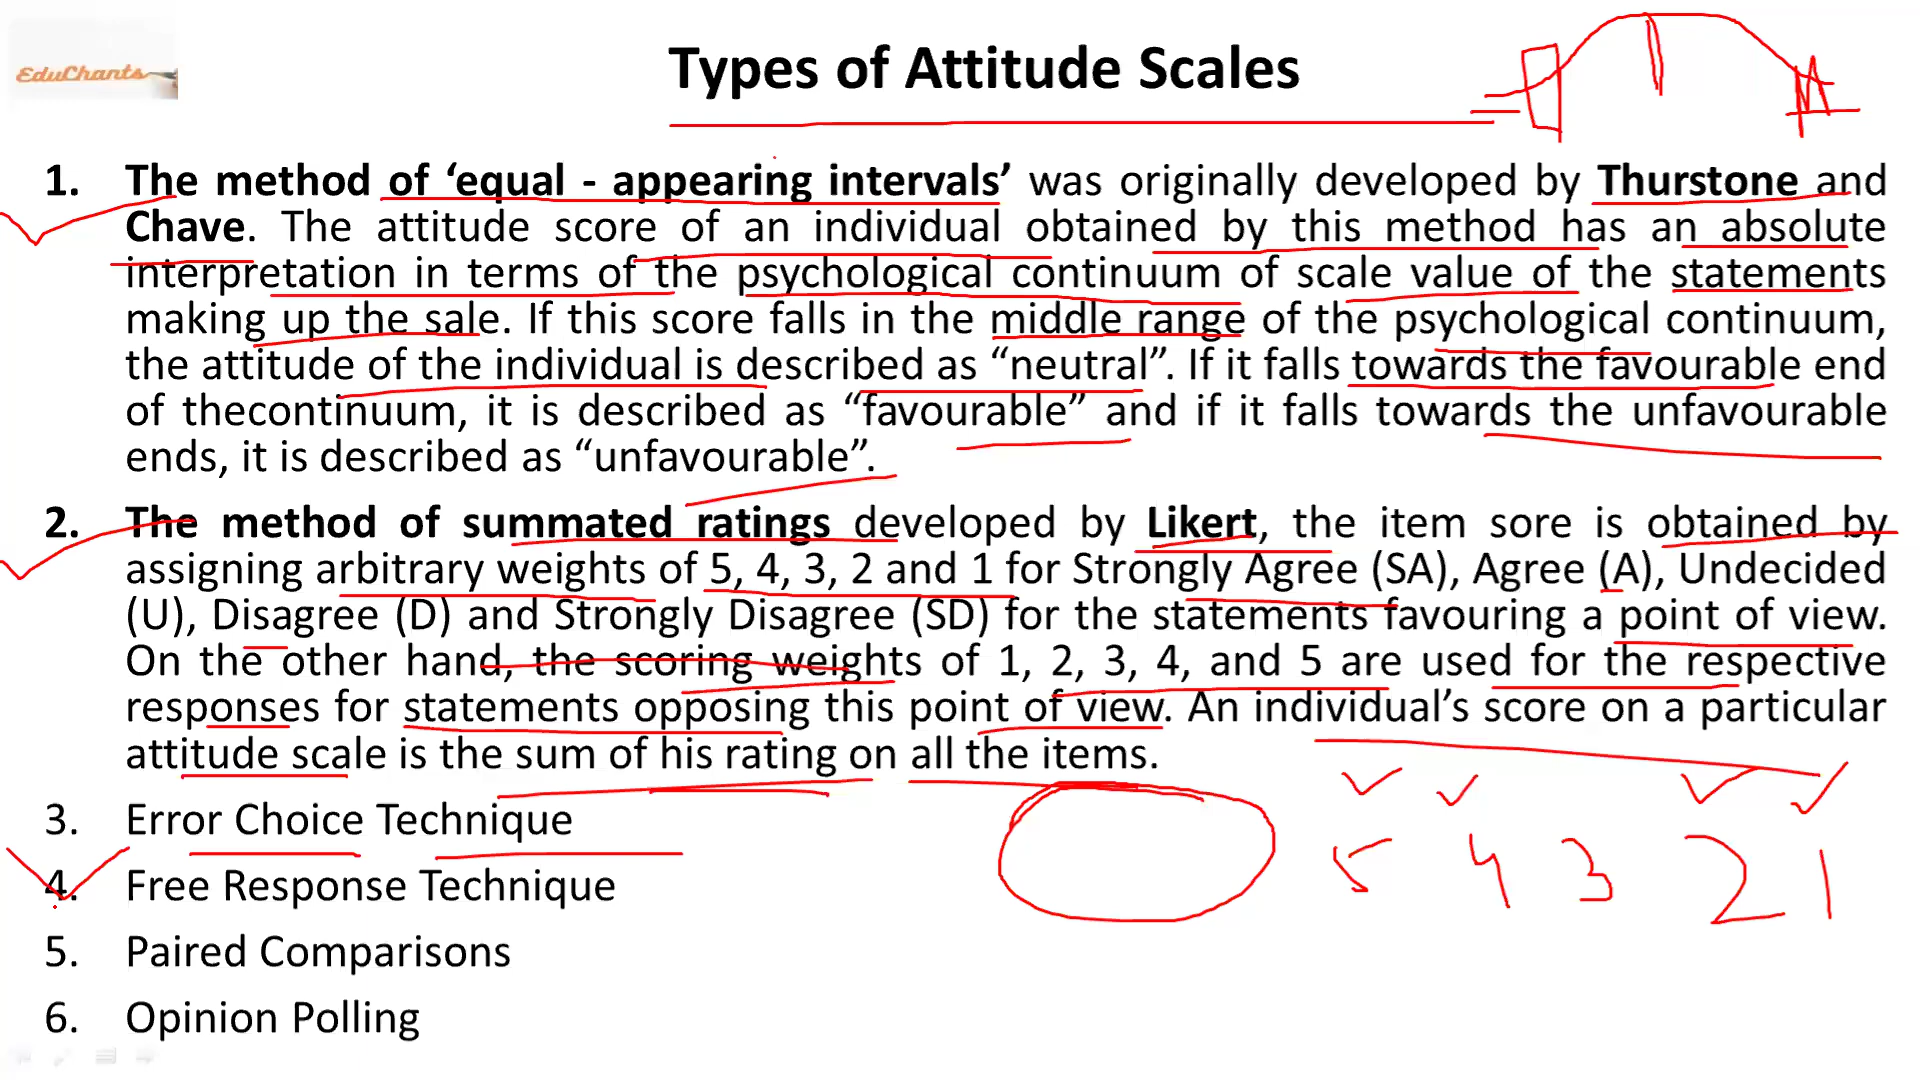 EduChants
Types of Attitude Scales
1. The method of ‘equal - appearing intervals’ was originally developed by Thurstone and
Chave. The attitude score of an individual obtained by this method has an absolute
interpretation in terms of the psychological continuum of scale value of the statements
making up the sale. If this score falls in the middle range of the psychological continuum,
the attitude of the individual is described as “neutral”. If it falls towards the favourable end
of thecontinuum, it is described as “favourable” and if it falls towards the unfavourable
ends, it is described as “unfavourable”.
2. The method of summated ratings developed by Likert, the item sore is obtained by
assigning arbitrary weights of 5, 4, 3, 2 and 1 for Strongly Agree (SA), Agree (A), Undecided
(U), Disagree (D) and Strongly Disagree (SD) for the statements favouring a point of view.
On the other hand, the scoring weights of 1, 2, 3, 4, and 5 are used for the respective
responses for statements opposing this point of view. An individual’s score on a particular
attitude scale is the sum of his rating on all the items.
3. Error Choice Technique
4. Free Response Technique
5. Paired Comparisons
6. Opinion Polling
5 4 3 2 1